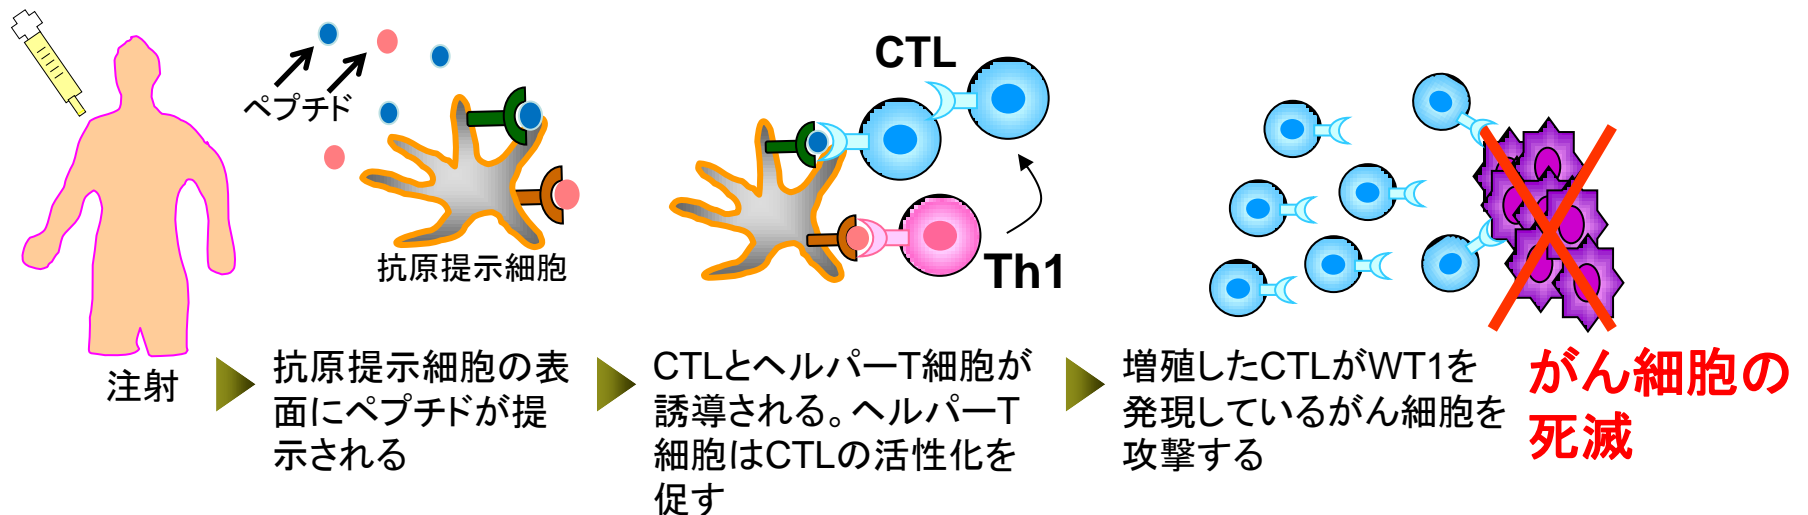 ペプチド
抗原提示細胞
CTL
Th1
注射
抗原提示細胞の表
面にペプチドが提
示される
CTLとヘルパーT細胞が
誘導される。ヘルパーT
細胞はCTLの活性化を
促す
増殖したCTLがWT1を
発現しているがん細胞を
攻撃する
がん細胞の
死滅